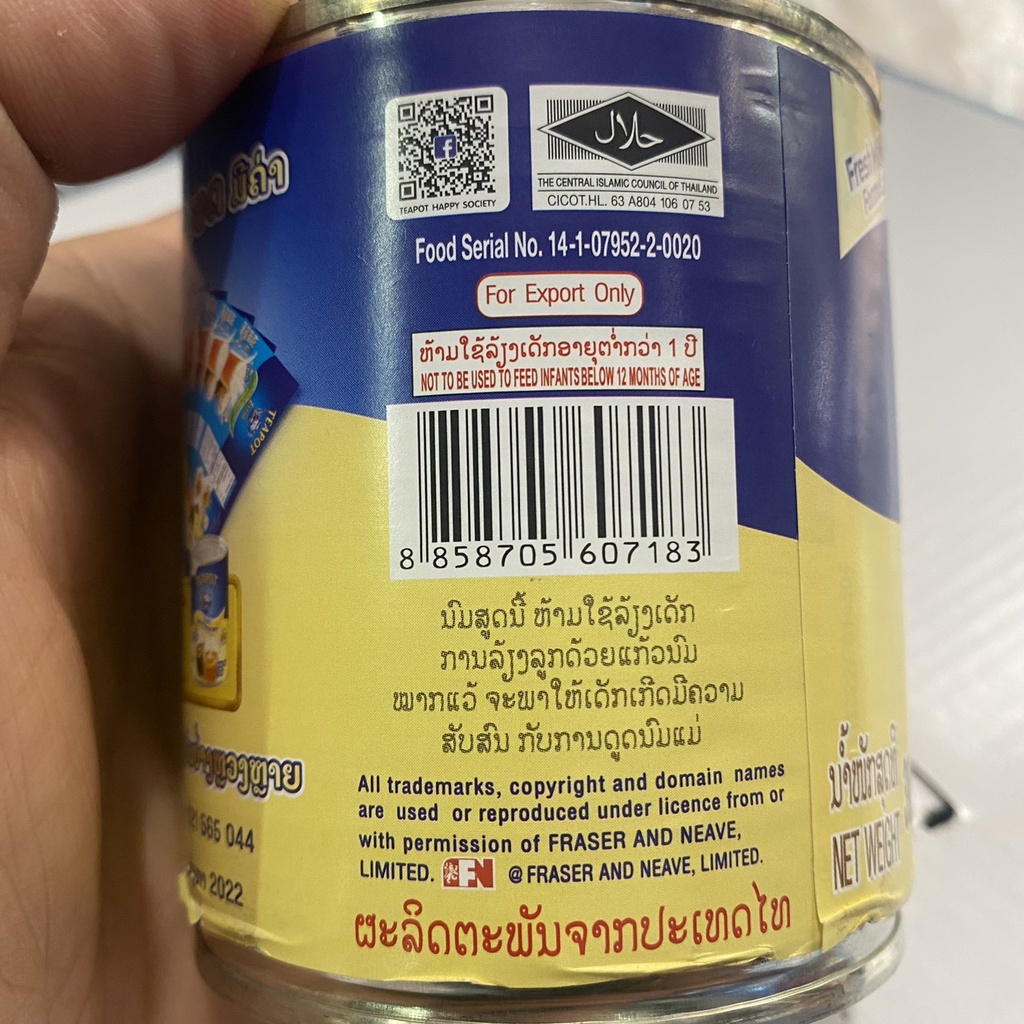 حلال
THE CENTRAL ISLAMIC COUNCIL OF THAILAND
CICOT.HL. 63 A804 106 07 53
TEAPOT HAPPY SOCIETY
Food Serial No. 14-1-07952-2-0020
For Export Only
ຫ້າມໃຊ້ລ້ຽງເດັກອາຍຸຕ່ຳກວ່າ 1 ປີ
NOT TO BE USED TO FEED INFANTS BELOW 12 MONTHS OF AGE
8 858705 607183
ນົມສູດນີ້ ຫ້າມໃຊ້ລ້ຽງເດັກ
ການລ້ຽງລູກດ້ວຍແກ້ວນົມ
ໝາກແວ້ ຈະພາໃຫ້ເດັກເກີດມີຄວາມ
ສັບສົນ ກັບການດູດນົມແມ່
All trademarks, copyright and domain names
are used or reproduced under licence from or
with permission of FRASER AND NEAVE,
LIMITED. FN @ FRASER AND NEAVE, LIMITED.
ຜະລິດຕະພັນຈາກປະເທດໄທ
TEAPOT
565 044
2022
Fresh
NET WEIGHT